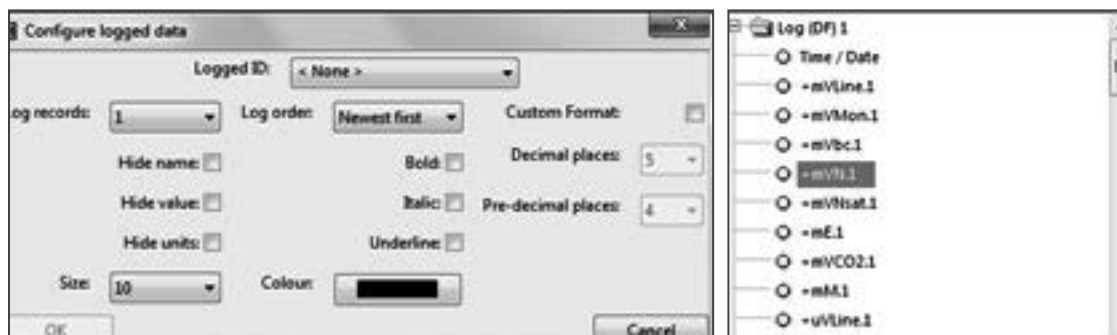 Configure logged data
Logged ID: < None >
og records: 1 Log order: Newest first Custom Format:
Hide name: Bold: Decimal places: 5
Hide value: Italic: Pre-decimal places: 4
Hide units: Underline:
Size: 10 Colour:
OK Cancel
Log (DF) 1
Time / Date
=mVLine.1
=mVMon.1
=mVbc.1
=mVN.1
=mVNsat.1
=mE.1
=mVCO2.1
=mM.1
=uVLine.1